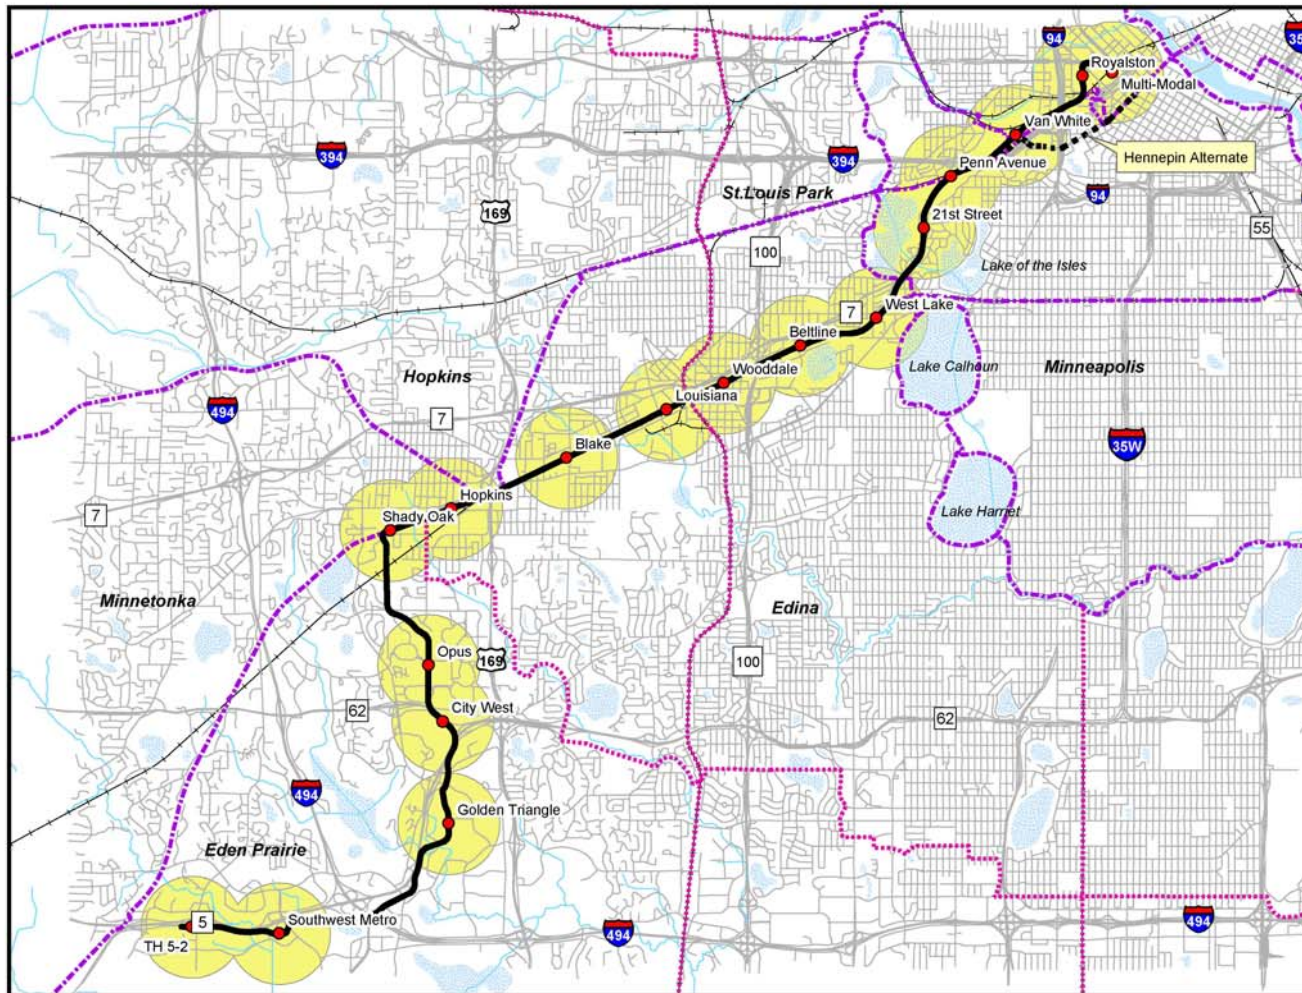 94
35
Royalston
Multi-Modal
Van White
Hennepin Alternate
394
394
Penn Avenue
94
St.Louis Park
169
21st Street
55
100
Lake of the Isles
7
West Lake
Beltline
Lake Calhoun
Minneapolis
Wooddale
Hopkins
Louisiana
494
7
Blake
35W
Hopkins
Shady Oak
7
Lake Harriet
Minnetonka
Edina
Opus
169
100
62
City West
62
494
Golden Triangle
Eden Prairie
Southwest Metro
5
494
494
TH 5-2